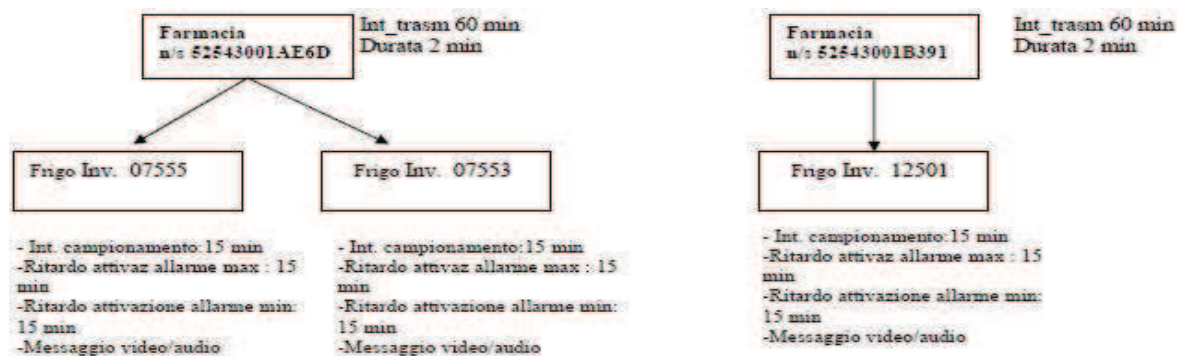 Farmacia
n/s 52543001AE6D
Int_trasm 60 min
Durata 2 min
Farmacia
n/s 52543001B391
Int_trasm 60 min
Durata 2 min
Frigo Inv. 07555
Frigo Inv. 07553
Frigo Inv. 12501
- Int. campionamento:15 min
-Ritardo attivaz allarme max : 15
min
-Ritardo attivazione allarme min:
15 min
-Messaggio video/audio
- Int. campionamento:15 min
-Ritardo attivaz allarme max : 15
min
-Ritardo attivazione allarme min:
15 min
-Messaggio video/audio
- Int. campionamento:15 min
-Ritardo attivaz allarme max : 15
min
-Ritardo attivazione allarme min:
15 min
-Messaggio video/audio